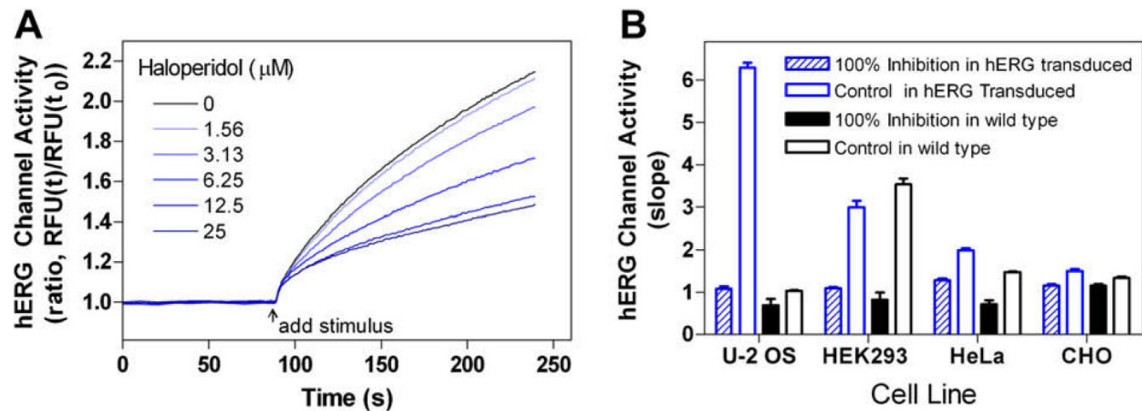 A
hERG Channel Activity
(ratio, RFU(t)/RFU(t0))
2.2
2.0
1.8
1.6
1.4
1.2
1.0
Haloperidol (μM)
0
1.56
3.13
6.25
12.5
25
add stimulus
0 50 100 150 200 250
Time (s)
B
hERG Channel Activity
(slope)
6
4
3
2
1
0
100% Inhibition in hERG transduced
Control in hERG Transduced
100% Inhibition in wild type
Control in wild type
U-2 OS HEK293 HeLa CHO
Cell Line